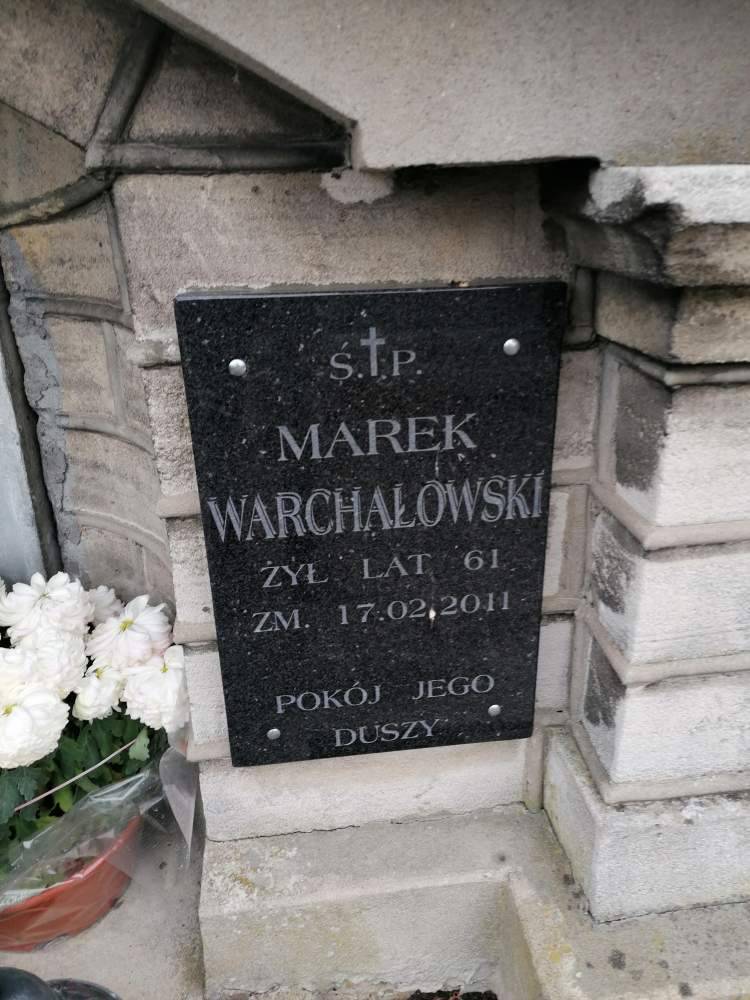 Ś.†P.
MAREK
WARCHAŁOWSKI
ŻYŁ LAT 61
ZM. 17.02.2011
POKÓJ JEGO
DUSZY